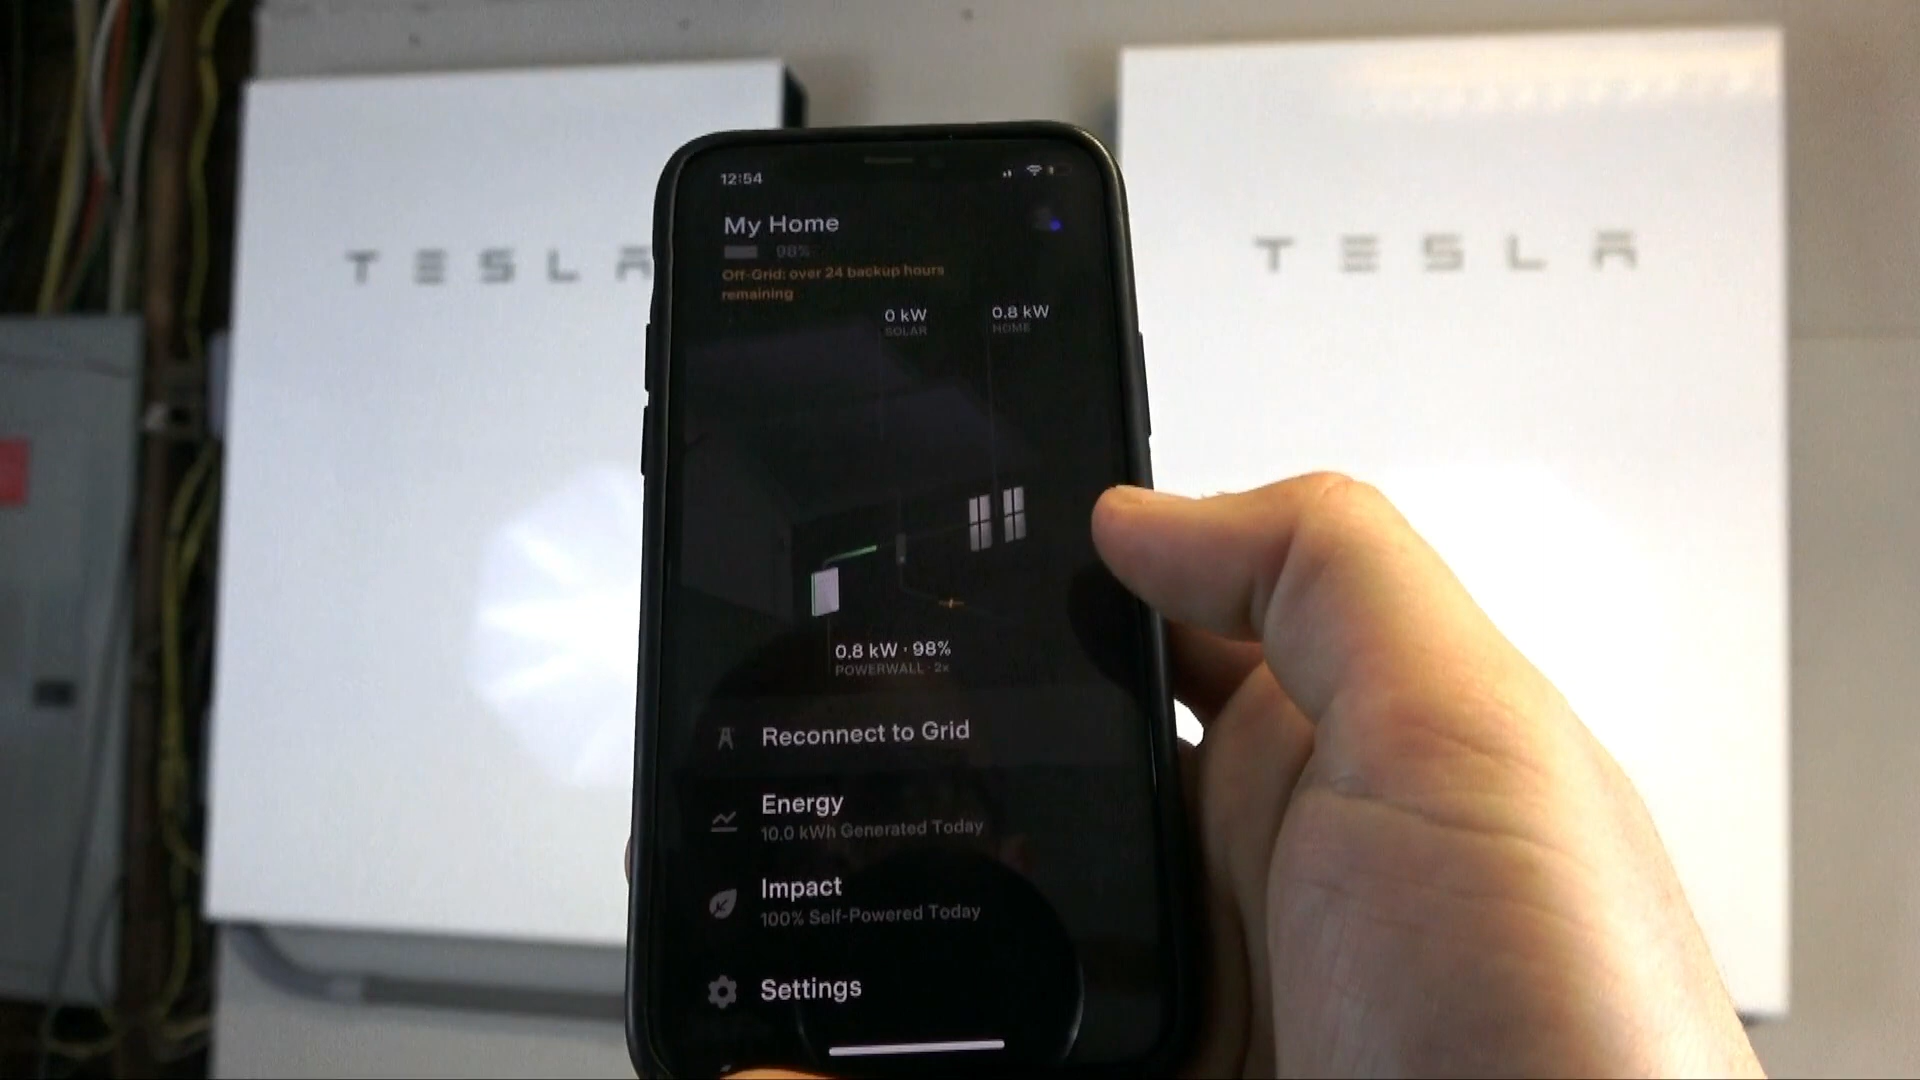 TESLA
TESLA
12:54
My Home
98%
Off-Grid: over 24 backup hours
remaining
0 kW
SOLAR
0.8 kW
HOME
0.8 kW · 98%
POWERWALL · 2x
Reconnect to Grid
Energy
10.0 kWh Generated Today
Impact
100% Self-Powered Today
Settings